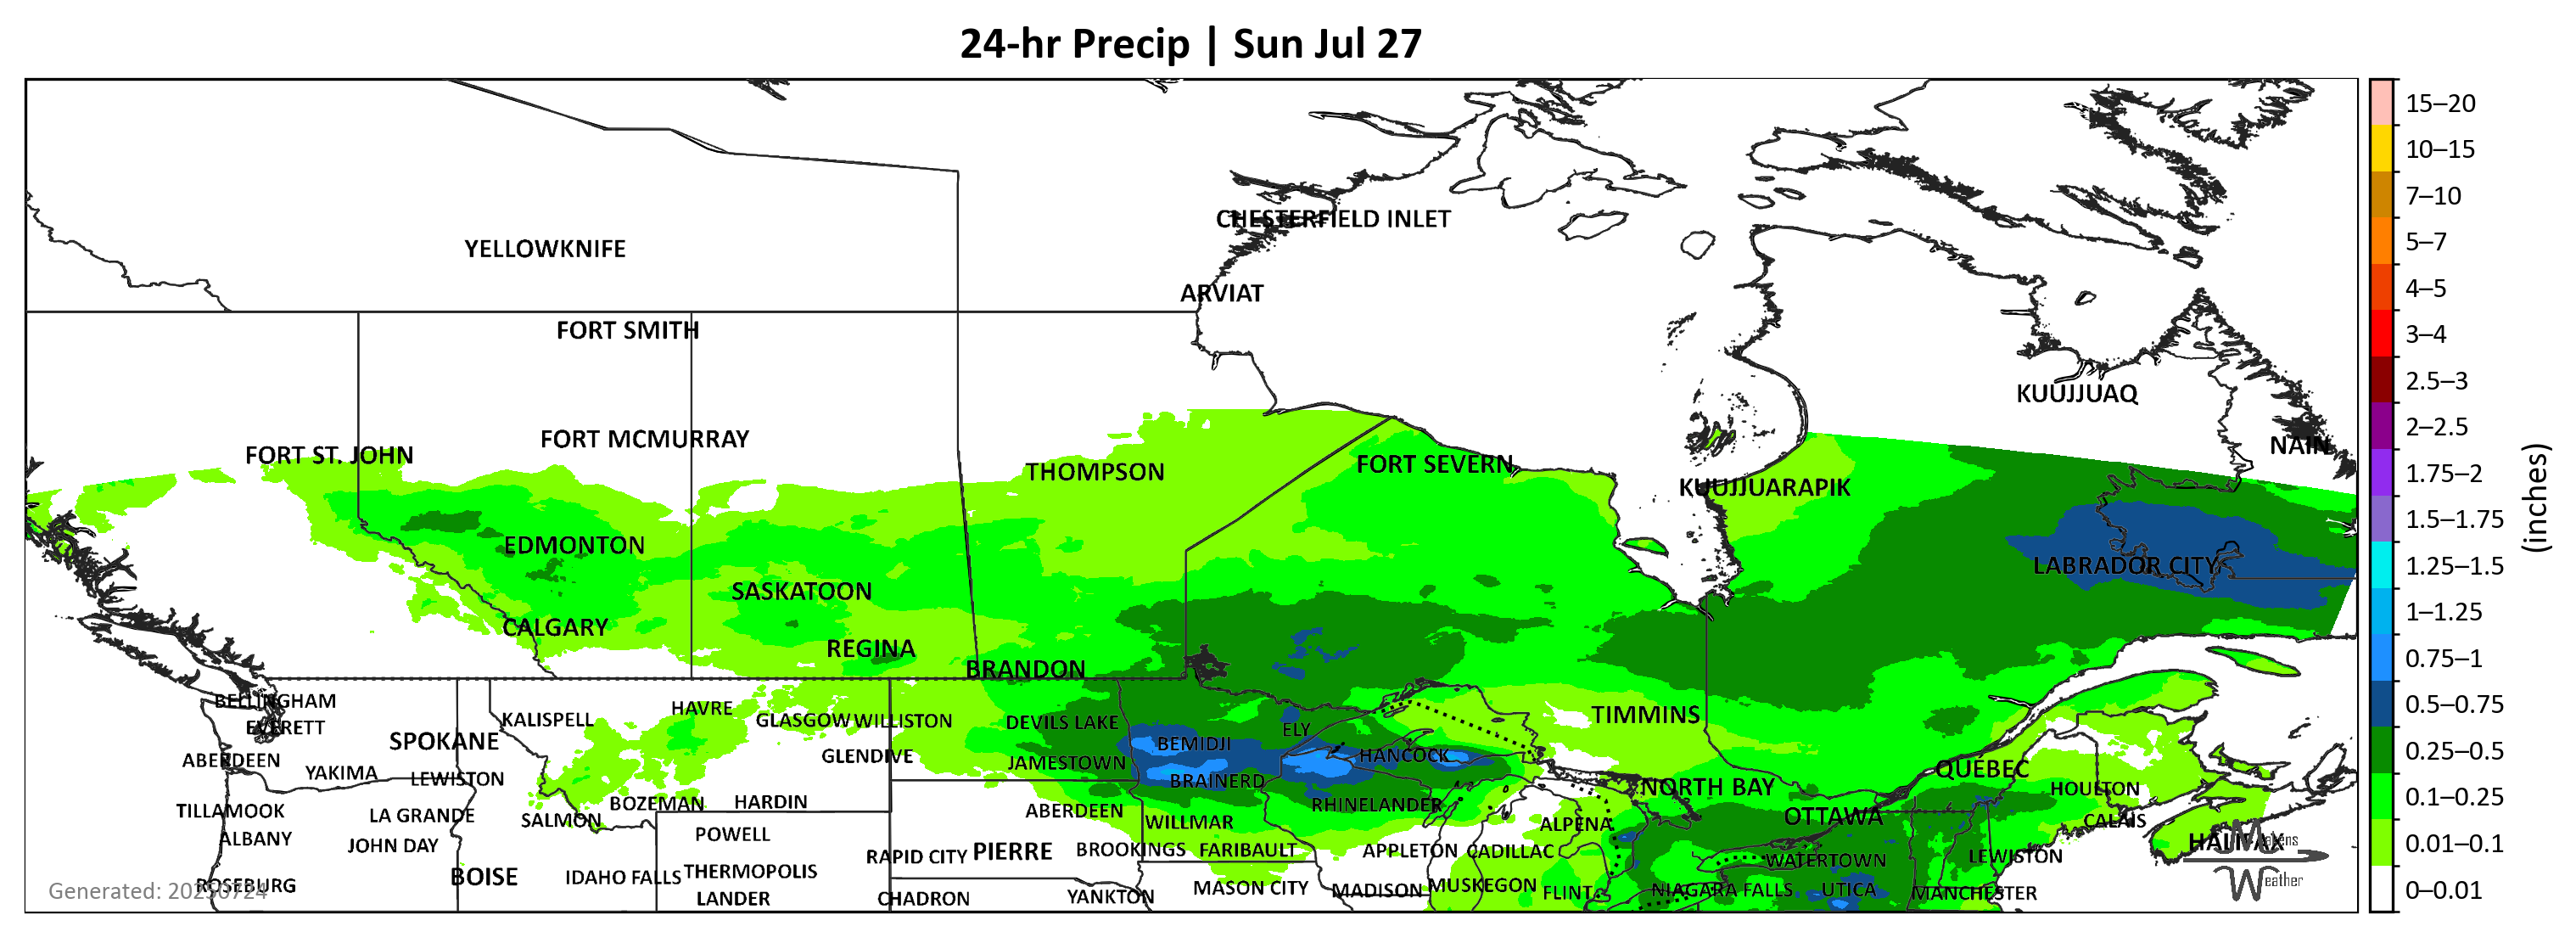 24-hr Precip | Sun Jul 27
15–20
10–15
7–10
5–7
4–5
3–4
2.5–3
2–2.5
1.75–2
1.5–1.75
1.25–1.5
1–1.25
0.75–1
0.5–0.75
0.25–0.5
0.1–0.25
0.01–0.1
0–0.01
(inches)
CHESTERFIELD INLET
YELLOWKNIFE
ARVIAT
FORT SMITH
KUUJJUAQ
FORT MCMURRAY
NAIN
FORT ST. JOHN
FORT SEVERN
THOMPSON
KUUJJUARAPIK
EDMONTON
LABRADOR CITY
SASKATOON
CALGARY
REGINA
BRANDON
BELLINGHAM
HAVRE
TIMMINS
KALISPELL
GLASGOW WILLISTON
DEVILS LAKE
EVERETT
ELY
SPOKANE
BEMIDJI
HANCOCK
GLENDIVE
ABERDEEN
JAMESTOWN
QUÉBEC
YAKIMA
LEWISTON
BRAINERD
NORTH BAY
HOULTON
BOZEMAN
HARDIN
RHINELANDER
TILLAMOOK
LA GRANDE
SALMON
ABERDEEN
WILLMAR
ALPENA
OTTAWA
CALAIS
ALBANY
JOHN DAY
POWELL
HALIFAX
RAPID CITY
PIERRE
BROOKINGS
FARIBAULT
APPLETON
CADILLAC
WATERTOWN
LEWISTON
BOISE
IDAHO FALLS
THERMOPOLIS
ROSEBURG
MASON CITY
MADISON
MUSKEGON
FLINT
NIAGARA FALLS
UTICA
MANCHESTER
LANDER
CHADRON
YANKTON
Generated: 20250724
Mavens
Weather